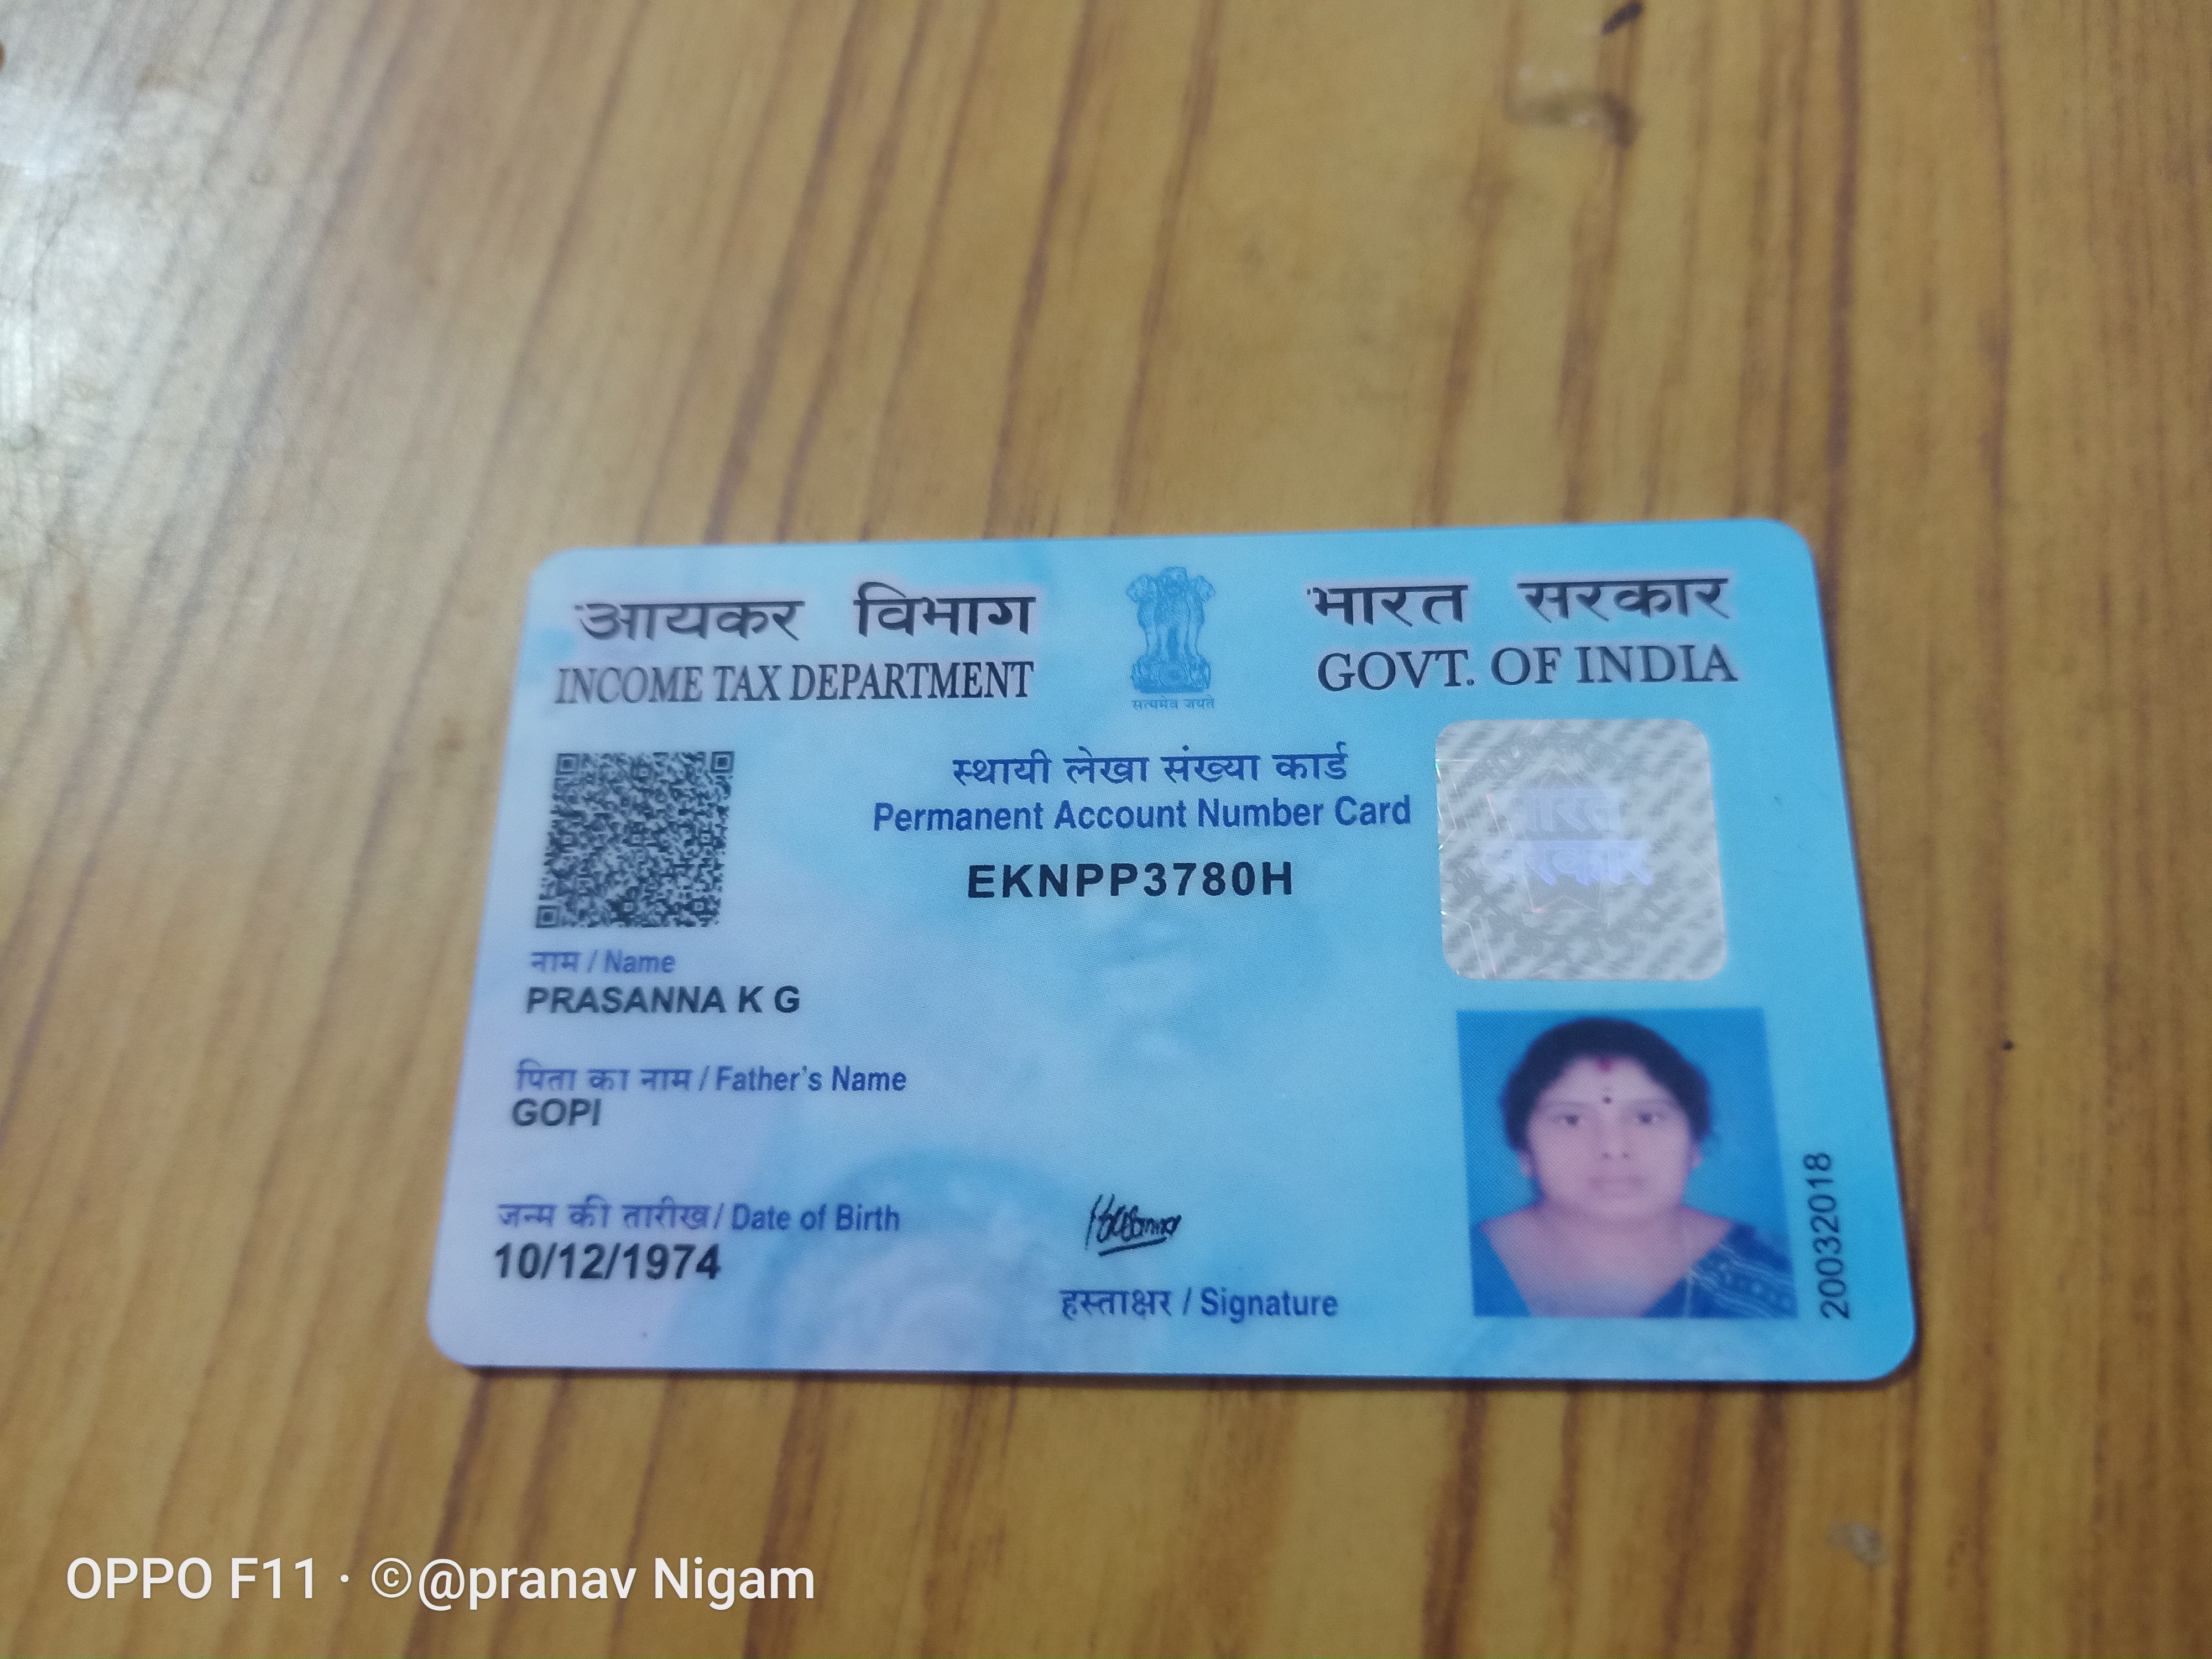 आयकर विभाग
INCOME TAX DEPARTMENT
सत्यमेव जयते
भारत सरकार
GOVT. OF INDIA
स्थायी लेखा संख्या कार्ड
Permanent Account Number Card
EKNPP3780H
भारत
सरकार
नाम / Name
PRASANNA K G
पिता का नाम / Father's Name
GOPI
जन्म की तारीख / Date of Birth
10/12/1974
Prasanna
हस्ताक्षर / Signature
20032018
OPPO F11 · ©@pranav Nigam